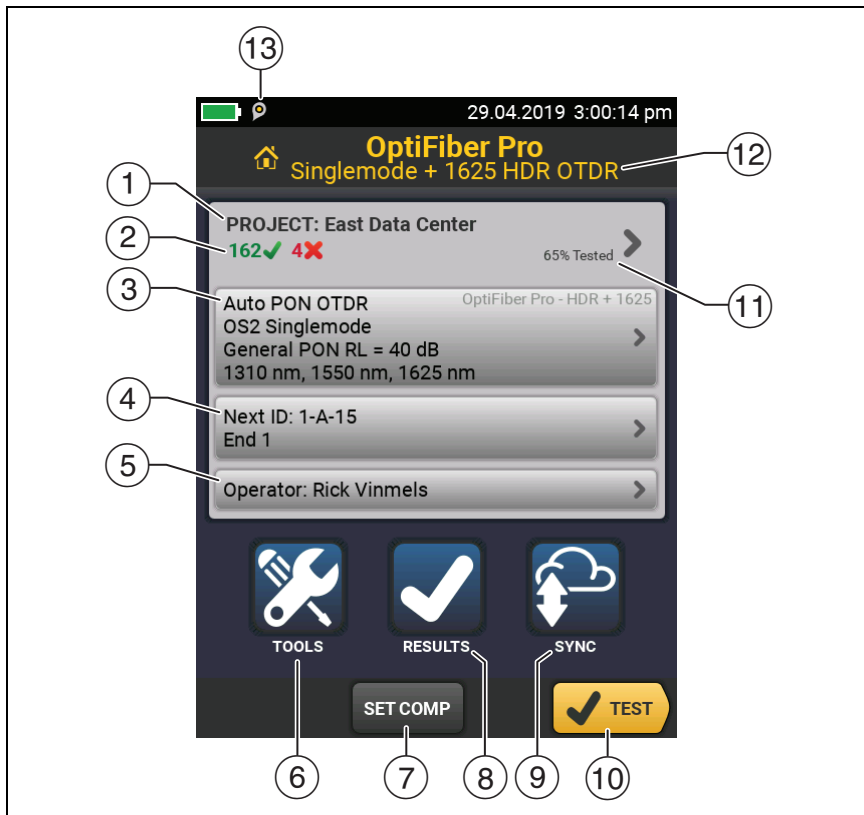 13
29.04.2019 3:00:14 pm
OptiFiber Pro
Singlemode + 1625 HDR OTDR
12
1
PROJECT: East Data Center
2
162 4
65% Tested
11
3
Auto PON OTDR
OptiFiber Pro - HDR + 1625
OS2 Singlemode
General PON RL = 40 dB
1310 nm, 1550 nm, 1625 nm
4
Next ID: 1-A-15
End 1
5
Operator: Rick Vinmels
TOOLS
RESULTS
SYNC
SET COMP
TEST
6
7
8
9
10